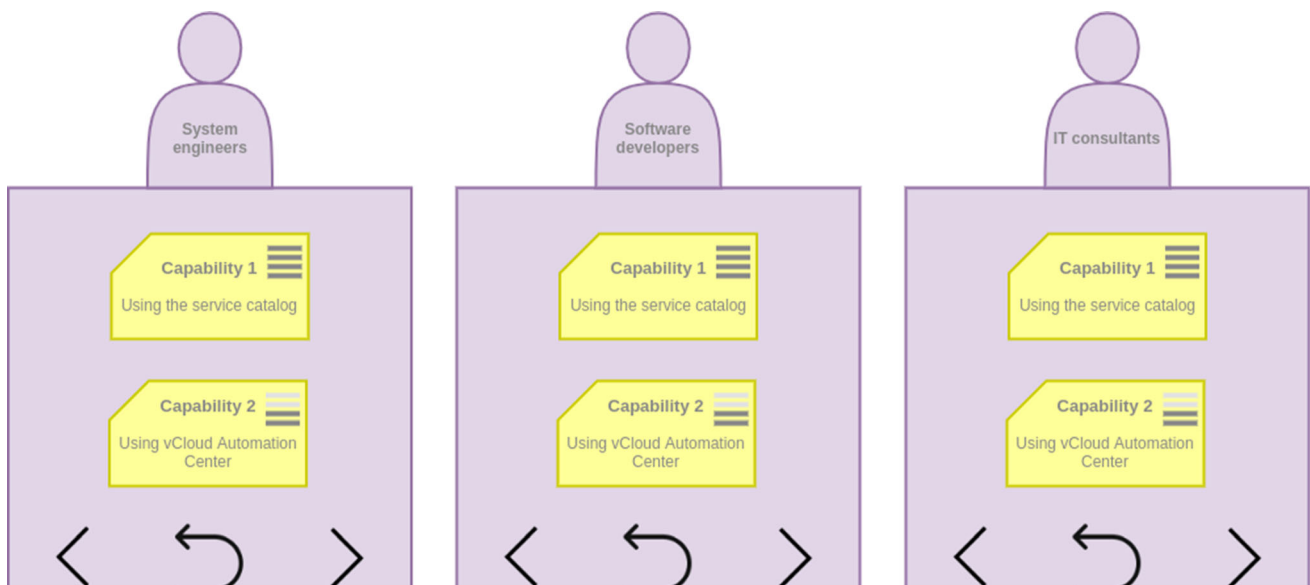 System
engineers
Software
developers
IT consultants
Capability 1
Using the service catalog
Capability 1
Using the service catalog
Capability 1
Using the service catalog
Capability 2
Using vCloud Automation
Center
Capability 2
Using vCloud Automation
Center
Capability 2
Using vCloud Automation
Center